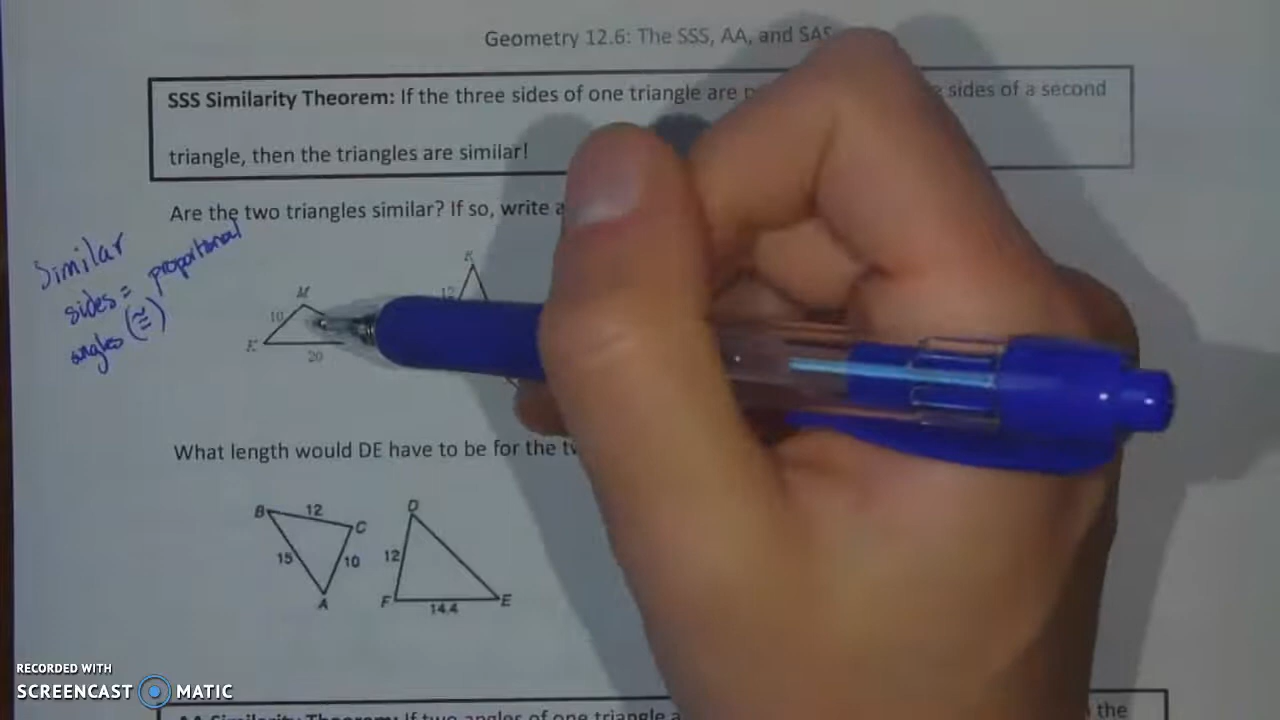 Geometry 12.6: The SSS, AA, and SAS
SSS Similarity Theorem: If the three sides of one triangle are sides of a second
triangle, then the triangles are similar!
Are the two triangles similar? If so, write a
Similar
sides = proportional
angles (≅)
M
10
K
20
12
What length would DE have to be for the
B
12
C
15
10
A
D
12
F
14.4
E
RECORDED WITH
SCREENCAST MATIC
AA Similarity Theorem: If two angles of one triangle a the